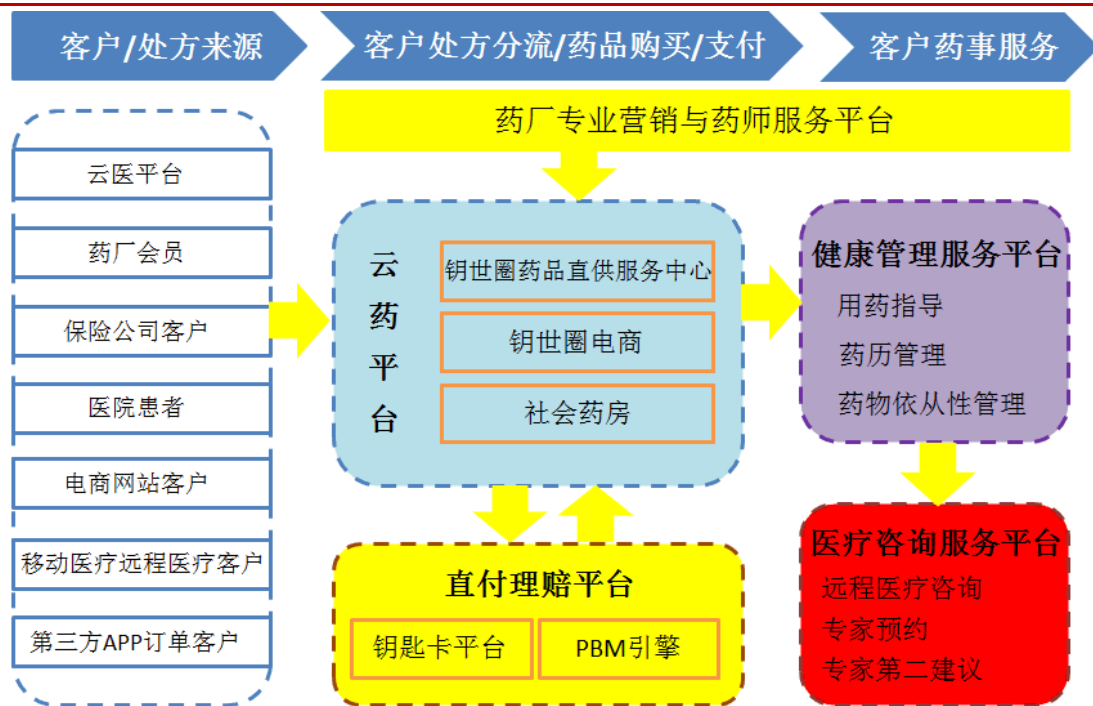 客户/处方来源
客户处方分流/药品购买/支付
客户药事服务
药厂专业营销与药师服务平台
云医平台
药厂会员
保险公司客户
医院患者
电商网站客户
移动医疗远程医疗客户
第三方APP订单客户
云药平台
钥世圈药品直供服务中心
钥世圈电商
社会药房
直付理赔平台
钥匙卡平台
PBM引擎
健康管理服务平台
用药指导
药历管理
药物依从性管理
医疗咨询服务平台
远程医疗咨询
专家预约
专家第二建议